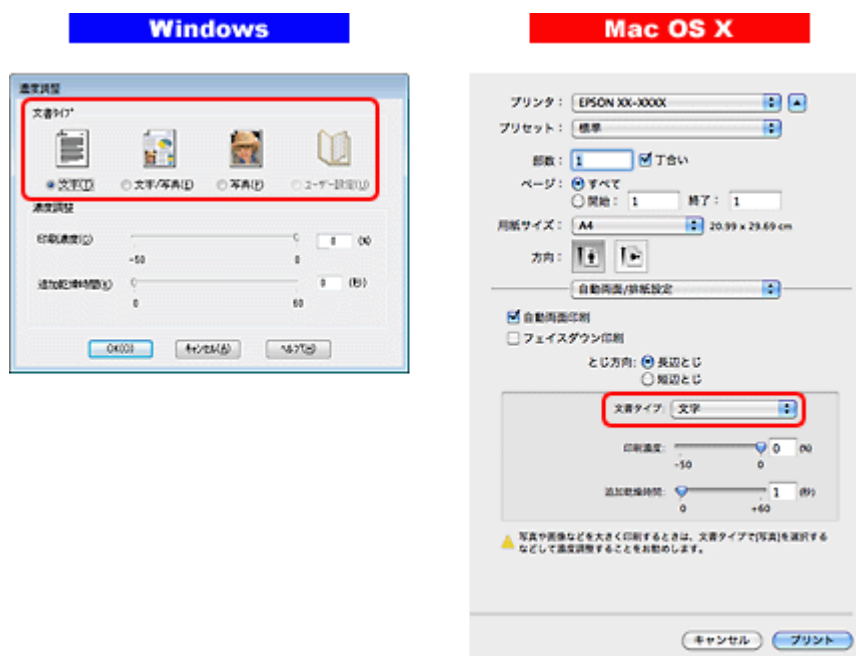 Windows
濃度調整
文書タイプ
文字(T)
文字/写真(E)
写真(P)
ユーザー設定(U)
濃度調整
印刷濃度(C)
0
(%)
-50
0
追加乾燥時間(K)
0
(秒)
0
60
OK(O)
キャンセル(A)
ヘルプ(H)
Mac OS X
プリンタ： EPSON XX-XXXX
プリセット： 標準
部数： 1 丁合い
ページ： すべて
開始： 1 終了： 1
用紙サイズ： A4 20.99 x 29.69 cm
方向：
自動両面/排紙設定
自動両面印刷
フェイスダウン印刷
とじ方向: 長辺とじ
短辺とじ
文書タイプ: 文字
印刷濃度: 0 (%)
-50 0
追加乾燥時間: 1 (秒)
0 +60
写真や画像などを大きく印刷するときは、文書タイプで[写真]を選択する
などして濃度調整することをお勧めします。
キャンセル プリント